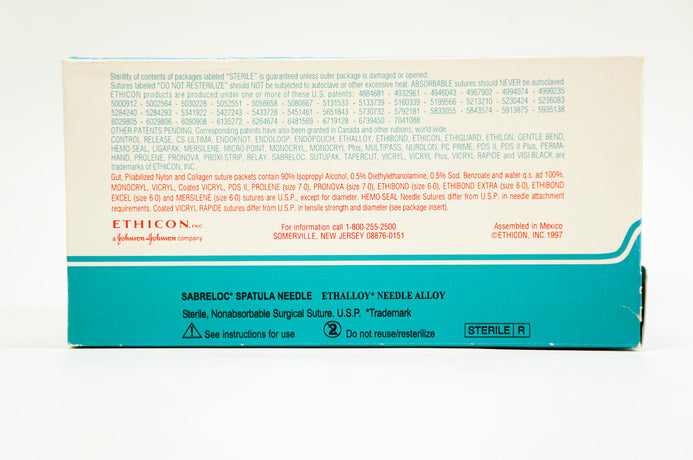 Sterility of contents of packages labeled "STERILE" is guaranteed unless outer package is damaged or opened.
Sutures labeled "DO NOT RESTERILIZE" should not be subjected to autoclave or other excessive heat. ABSORBABLE sutures should NEVER be autoclaved
ETHICON products are produced under one or more of these U.S. patents: 4884681 - 4932961 - 4946043 - 4967902 - 4994074 - 4999235
5000912 - 5002564 - 5030228 - 5052551 - 5056658 - 5080667 - 5131533 - 5133739 - 5160339 - 5199566 - 5213210 - 5230424 - 5236083
5284240 - 5284293 - 5341922 - 5427243 - 5433728 - 5451461 - 5651843 - 5730732 - 5792181 - 5833055 - 5843574 - 5913875 - 5935138
6029805 - 6029806 - 6090908 - 6135272 - 6264674 - 6481569 - 6719128 - 6739450 - 7041088
OTHER PATENTS PENDING. Corresponding patents have also been granted in Canada and other nations, world wide.
CONTROL RELEASE, CS ULTIMA, ENDOKNOT, ENDOLOOP, ENDOPOUCH, ETHALLOY, ETHIBOND, ETHICON, ETHIGUARD, ETHILON, GENTLE BEND,
HEMO-SEAL, LIGAPAK, MERSILENE, MICRO-POINT, MONOCRYL, MONOCRYL Plus, MULTIPASS, NUROLON, PC PRIME, PDS II, PDS II Plus, PERMA-
HAND, PROLENE, PRONOVA, PROXI-STRIP, RELAY, SABRELOC, SUTUPAK, TAPERCUT, VICRYL, VICRYL Plus, VICRYL RAPIDE and VISI-BLACK are
trademarks of ETHICON, INC.
Gut, Pliabilized Nylon and Collagen suture packets contain 90% Isopropyl Alcohol, 0.5% Diethylethanolamine, 0.5% Sod. Benzoate and water q.s. ad 100%.
MONOCRYL, VICRYL, Coated VICRYL, PDS II, PROLENE (size 7-0), PRONOVA (size 7-0), ETHIBOND (size 6-0), ETHIBOND EXTRA (size 6-0), ETHIBOND
EXCEL (size 6-0) and MERSILENE (size 6-0) sutures are U.S.P., except for diameter. HEMO-SEAL Needle Sutures differ from U.S.P. in needle attachment
requirements. Coated VICRYL RAPIDE sutures differ from U.S.P. in tensile strength and diameter (see package insert).
ETHICON, INC.
a Johnson & Johnson company
For information call 1-800-255-2500
SOMERVILLE, NEW JERSEY 08876-0151
Assembled in Mexico
©ETHICON, INC.1997
SABRELOC* SPATULA NEEDLE ETHALLOY* NEEDLE ALLOY
Sterile, Nonabsorbable Surgical Suture, U.S.P. *Trademark
See instructions for use 2 Do not reuse/resterilize STERILE R